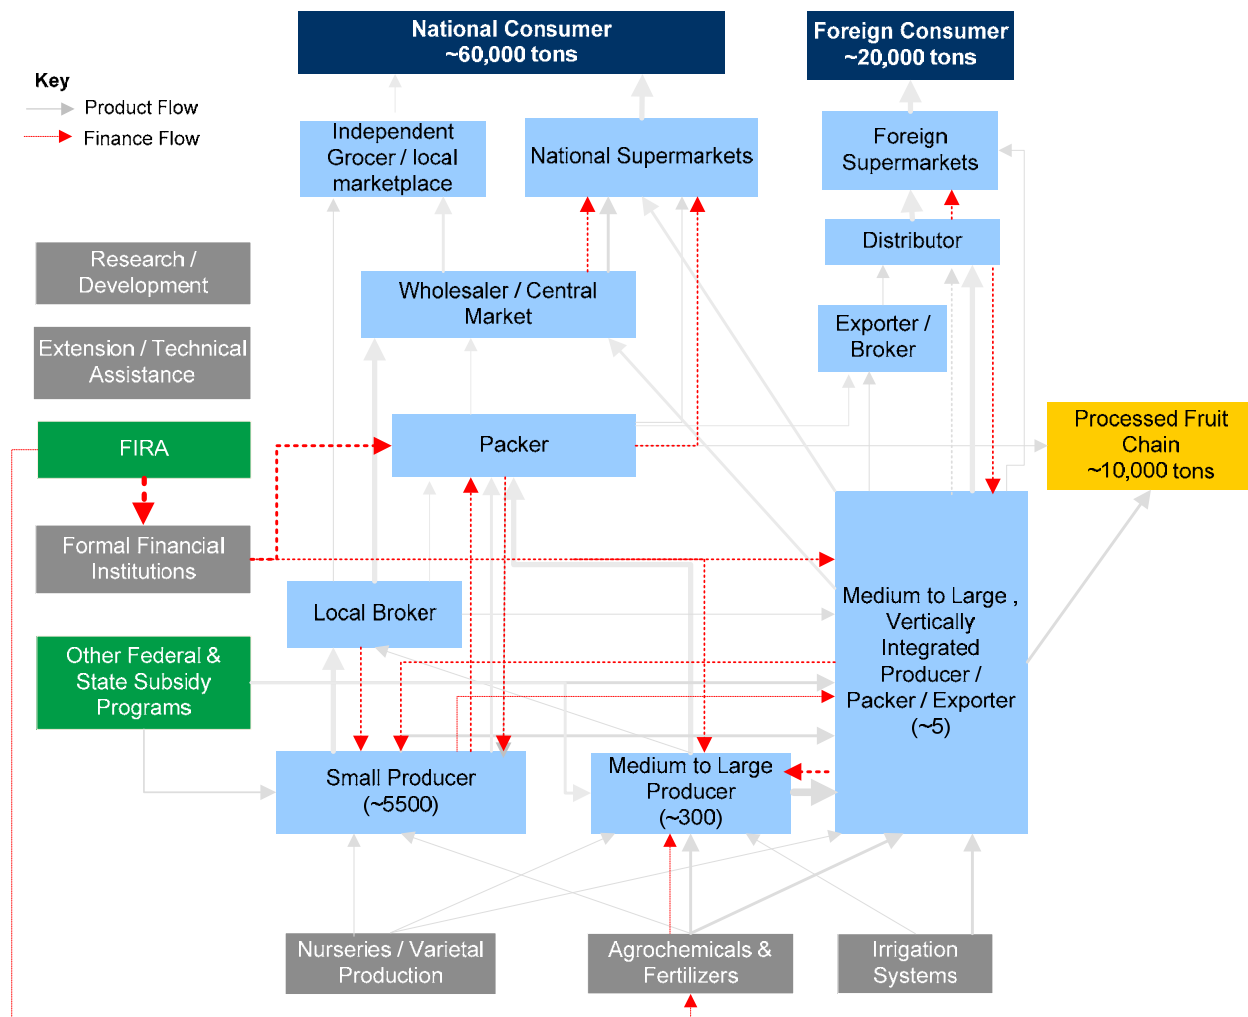 National Consumer
~60,000 tons
Foreign Consumer
~20,000 tons
Key
Product Flow
Finance Flow
Independent
Grocer / local
marketplace
National Supermarkets
Foreign
Supermarkets
Distributor
Research /
Development
Wholesaler / Central
Market
Exporter /
Broker
Extension / Technical
Assistance
FIRA
Packer
Processed Fruit
Chain
~10,000 tons
Formal Financial
Institutions
Local Broker
Medium to Large ,
Vertically
Integrated
Producer /
Packer / Exporter
(~5)
Other Federal &
State Subsidy
Programs
Small Producer
(~5500)
Medium to Large
Producer
(~300)
Nurseries / Varietal
Production
Agrochemicals &
Fertilizers
Irrigation
Systems